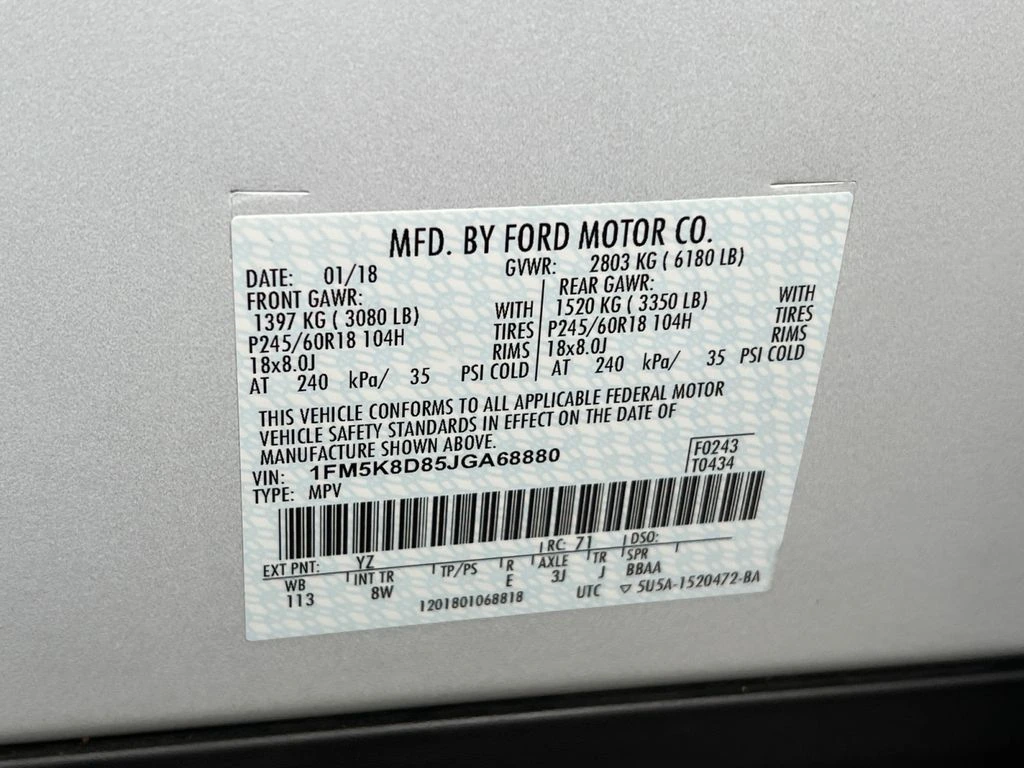 MFD. BY FORD MOTOR CO.
DATE: 01/18 GVWR: 2803 KG ( 6180 LB)
FRONT GAWR: REAR GAWR:
1397 KG ( 3080 LB) WITH 1520 KG ( 3350 LB) WITH
P245/60R18 104H TIRES P245/60R18 104H TIRES
18x8.0J RIMS 18x8.0J RIMS
AT 240 kPa/ 35 PSI COLD AT 240 kPa/ 35 PSI COLD
THIS VEHICLE CONFORMS TO ALL APPLICABLE FEDERAL MOTOR
VEHICLE SAFETY STANDARDS IN EFFECT ON THE DATE OF
MANUFACTURE SHOWN ABOVE.
VIN: 1FM5K8D85JGA68880 F0243
TYPE: MPV T0434
EXT PNT: YZ RC: 71 DSO:
WB INT TR TP/PS R AXLE TR SPR
113 8W E 3J J BBAA
1201801068818 UTC ▽ 5U5A-1520472-BA